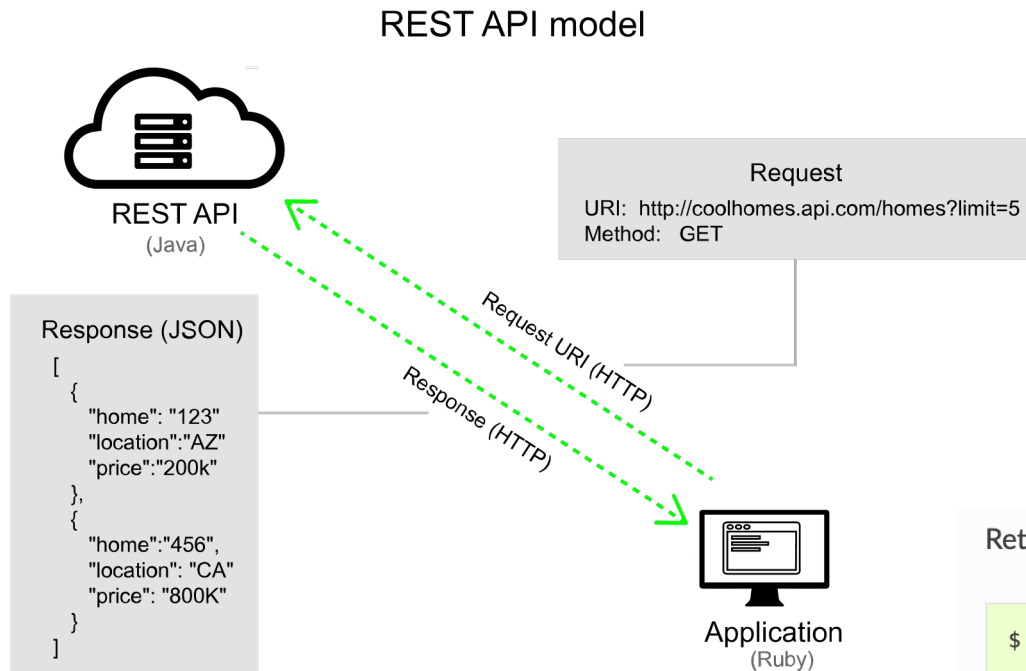 REST API model
REST API
(Java)
Request
URI: http://coolhomes.api.com/homes?limit=5
Method: GET
Request URI (HTTP)
Response (HTTP)
Response (JSON)
[
{
"home": "123"
"location":"AZ"
"price":"200k"
},
{
"home":"456",
"location": "CA"
"price": "800K"
}
]
Application
(Ruby)
Ret
$